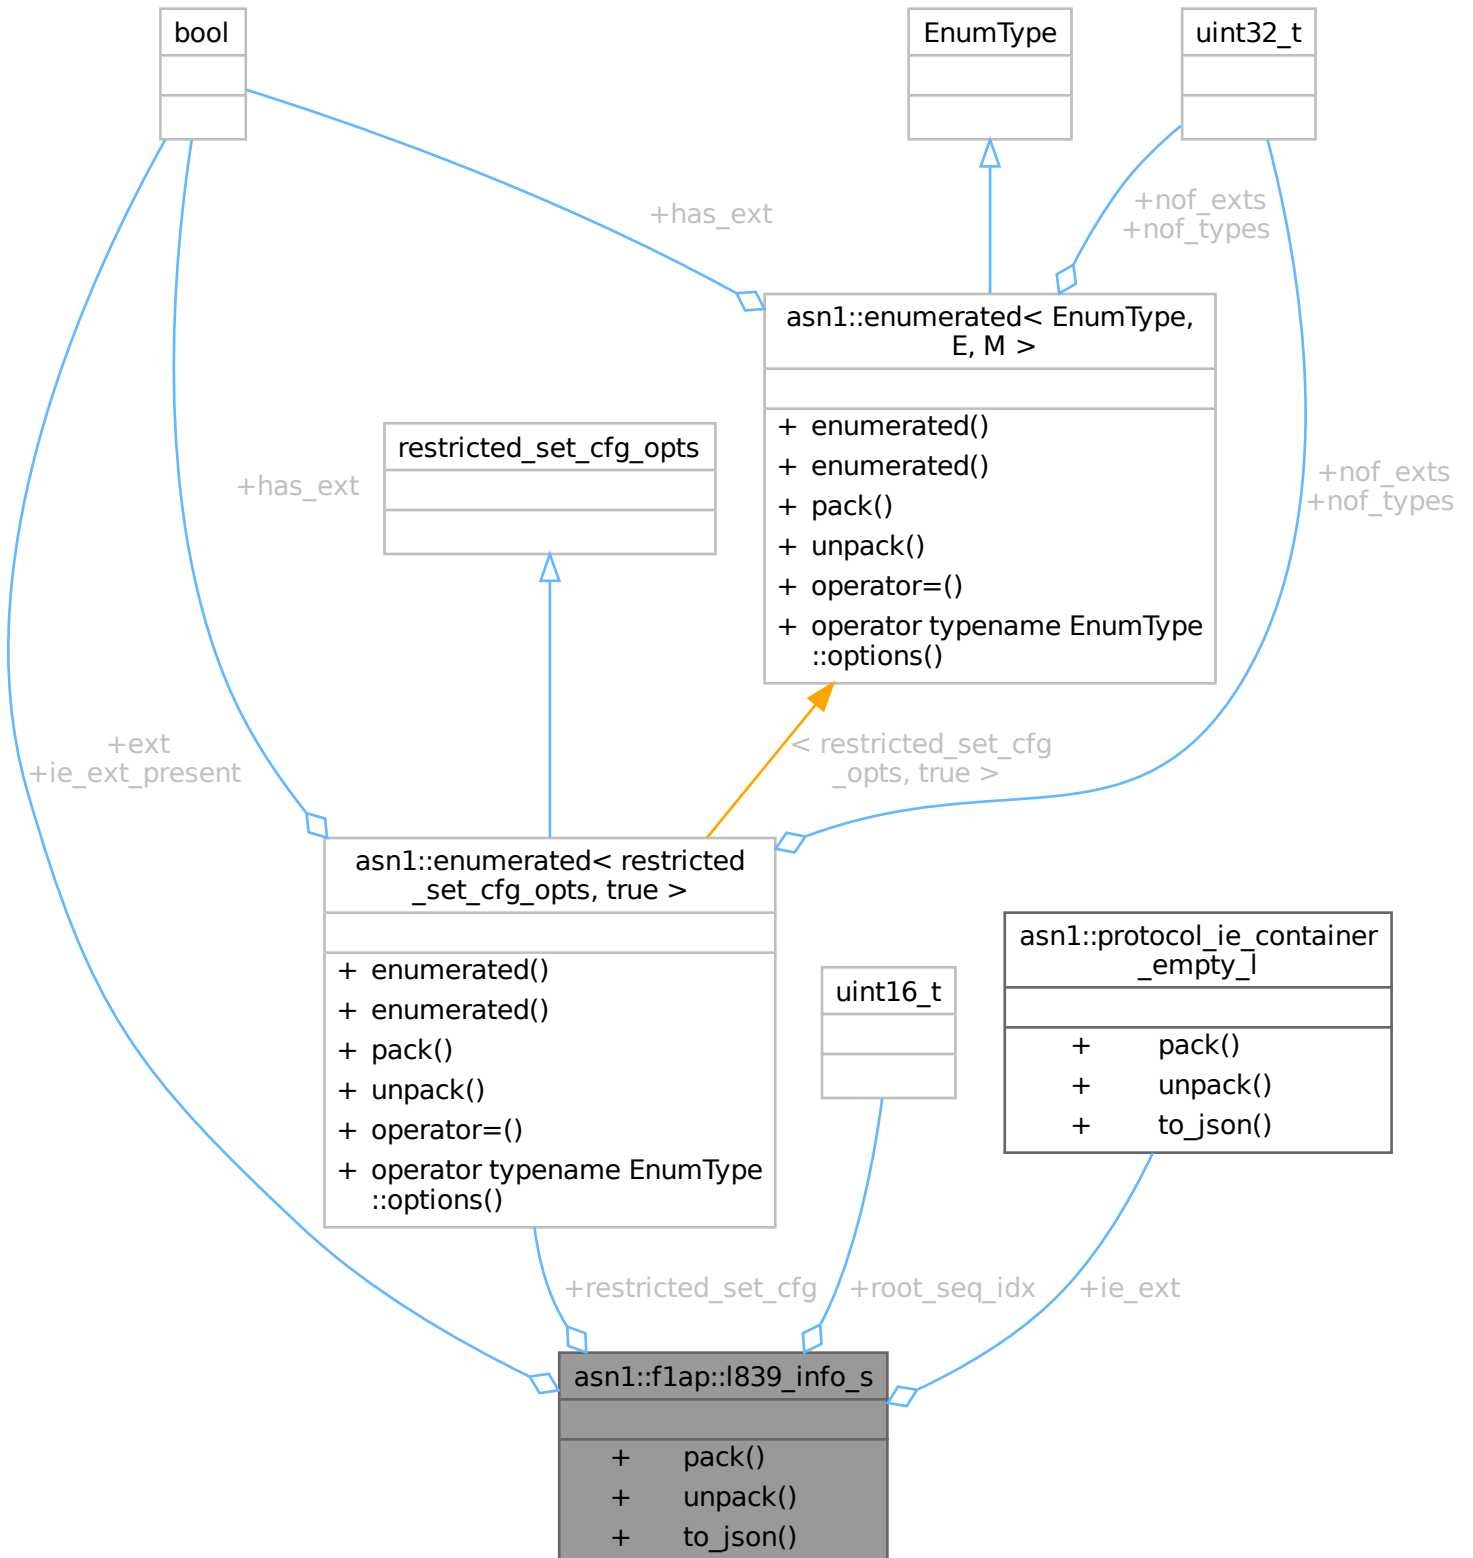 bool
EnumType
uint32_t
+has_ext
+nof_exts
+nof_types
asn1::enumerated< EnumType,
E, M >
+ enumerated()
+ enumerated()
+ pack()
+ unpack()
+ operator=()
+ operator typename EnumType
::options()
restricted_set_cfg_opts
+has_ext
+nof_exts
+nof_types
+ext
+ie_ext_present
< restricted_set_cfg
_opts, true >
asn1::enumerated< restricted
_set_cfg_opts, true >
+ enumerated()
+ enumerated()
+ pack()
+ unpack()
+ operator=()
+ operator typename EnumType
::options()
uint16_t
asn1::protocol_ie_container
_empty_l
+ pack()
+ unpack()
+ to_json()
+restricted_set_cfg
+root_seq_idx
+ie_ext
asn1::f1ap::l839_info_s
+ pack()
+ unpack()
+ to_json()